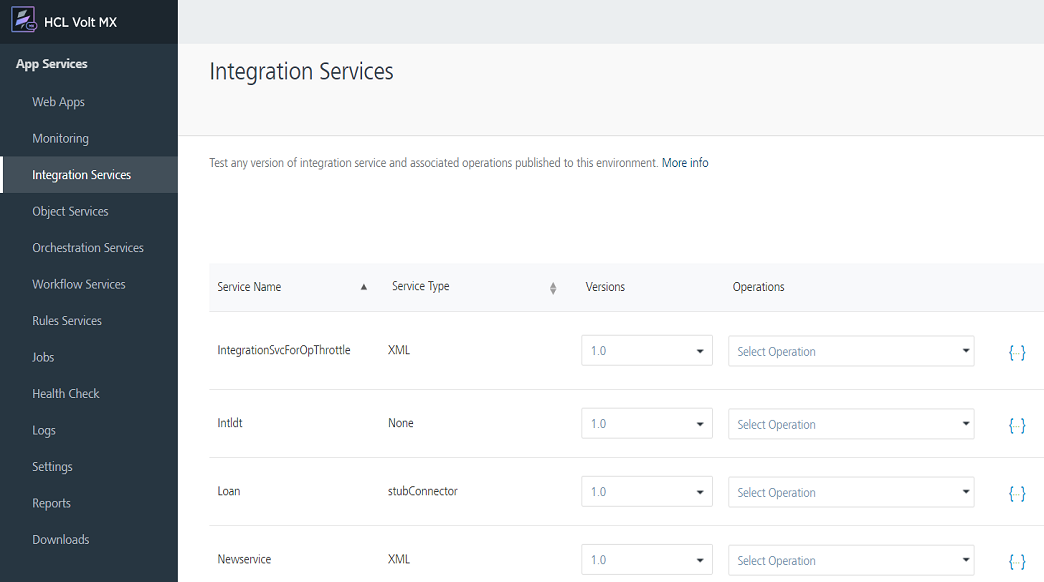 HCL Volt MX
App Services
Web Apps
Monitoring
Integration Services
Object Services
Orchestration Services
Workflow Services
Rules Services
Jobs
Health Check
Logs
Settings
Reports
Downloads
Integration Services
Test any version of integration service and associated operations published to this environment. More info
Service Name Service Type Versions Operations
IntegrationSvcForOpThrottle XML 1.0 Select Operation {...}
Intldt None 1.0 Select Operation {...}
Loan stubConnector 1.0 Select Operation {...}
Newservice XML 1.0 Select Operation {...}